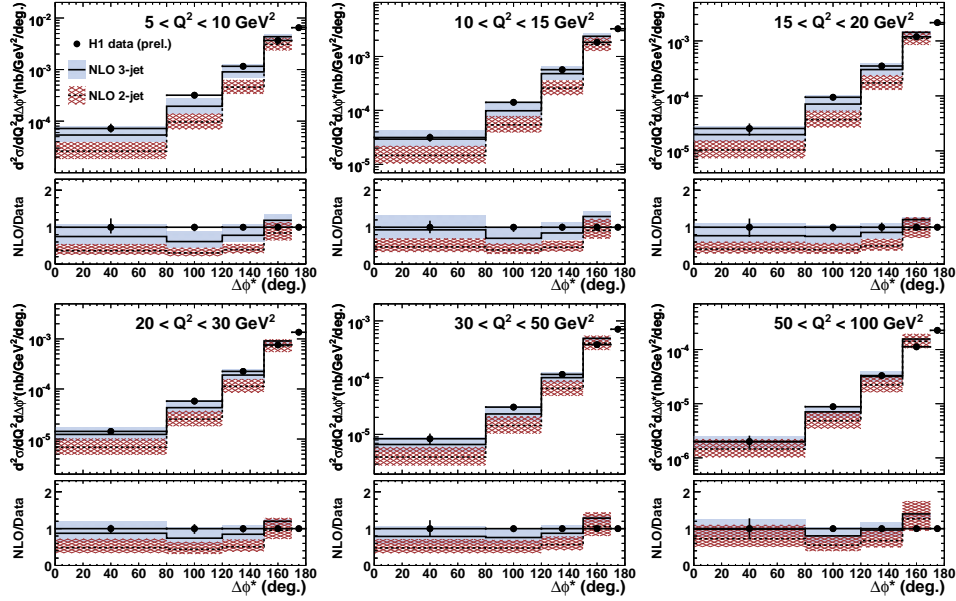 5 < Q² < 10 GeV²
10 < Q² < 15 GeV²
15 < Q² < 20 GeV²
d²σ/dQ²dΔφ*(nb/GeV²/deg.)
10⁻³
10⁻⁴
H1 data (prel.)
NLO 3-jet
NLO 2-jet
d²σ/dQ²dΔφ*(nb/GeV²/deg.)
10⁻³
10⁻⁴
10⁻⁵
d²σ/dQ²dΔφ*(nb/GeV²/deg.)
10⁻³
10⁻⁴
10⁻⁵
NLO/Data
2
1
0
NLO/Data
2
1
0
NLO/Data
2
1
0
0 20 40 60 80 100 120 140 160 180
0 20 40 60 80 100 120 140 160 180
0 20 40 60 80 100 120 140 160 180
Δφ* (deg.)
Δφ* (deg.)
Δφ* (deg.)
20 < Q² < 30 GeV²
30 < Q² < 50 GeV²
50 < Q² < 100 GeV²
d²σ/dQ²dΔφ*(nb/GeV²/deg.)
10⁻³
10⁻⁴
10⁻⁵
d²σ/dQ²dΔφ*(nb/GeV²/deg.)
10⁻³
10⁻⁴
10⁻⁵
d²σ/dQ²dΔφ*(nb/GeV²/deg.)
10⁻⁴
10⁻⁵
10⁻⁶
NLO/Data
2
1
0
NLO/Data
2
1
0
NLO/Data
2
1
0
0 20 40 60 80 100 120 140 160 180
0 20 40 60 80 100 120 140 160 180
0 20 40 60 80 100 120 140 160 180
Δφ* (deg.)
Δφ* (deg.)
Δφ* (deg.)